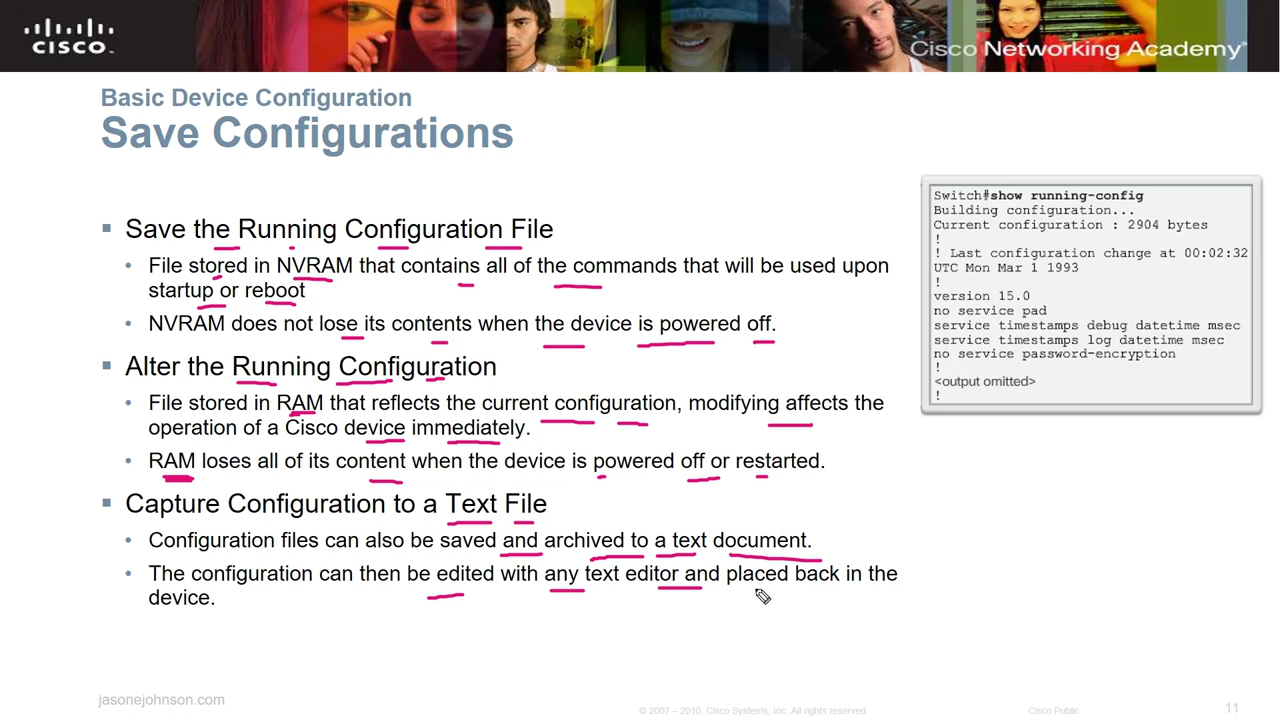 CISCO
Cisco Networking Academy
Basic Device Configuration
Save Configurations
Save the Running Configuration File
File stored in NVRAM that contains all of the commands that will be used upon
startup or reboot
NVRAM does not lose its contents when the device is powered off.
Alter the Running Configuration
File stored in RAM that reflects the current configuration, modifying affects the
operation of a Cisco device immediately.
RAM loses all of its content when the device is powered off or restarted.
Capture Configuration to a Text File
Configuration files can also be saved and archived to a text document.
The configuration can then be edited with any text editor and placed back in the
device.
Switch#show running-config
Building configuration...
Current configuration : 2904 bytes
!
! Last configuration change at 00:02:32
UTC Mon Mar 1 1993
!
version 15.0
no service pad
service timestamps debug datetime msec
service timestamps log datetime msec
no service password-encryption
!
<output omitted>
!
jasonejohnson.com
© 2007 – 2010, Cisco Systems, Inc. All rights reserved.
Cisco Public
11